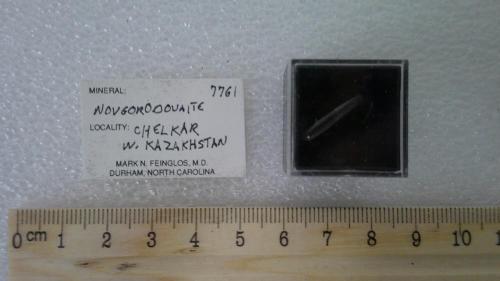 MINERAL: 7761
NOVGORODOVAITE
LOCALITY: CHELKAR
W. KAZAKHSTAN
MARK N. FEINGLOS, M.D.
DURHAM, NORTH CAROLINA
0 cm 1 2 3 4 5 6 7 8 9 10